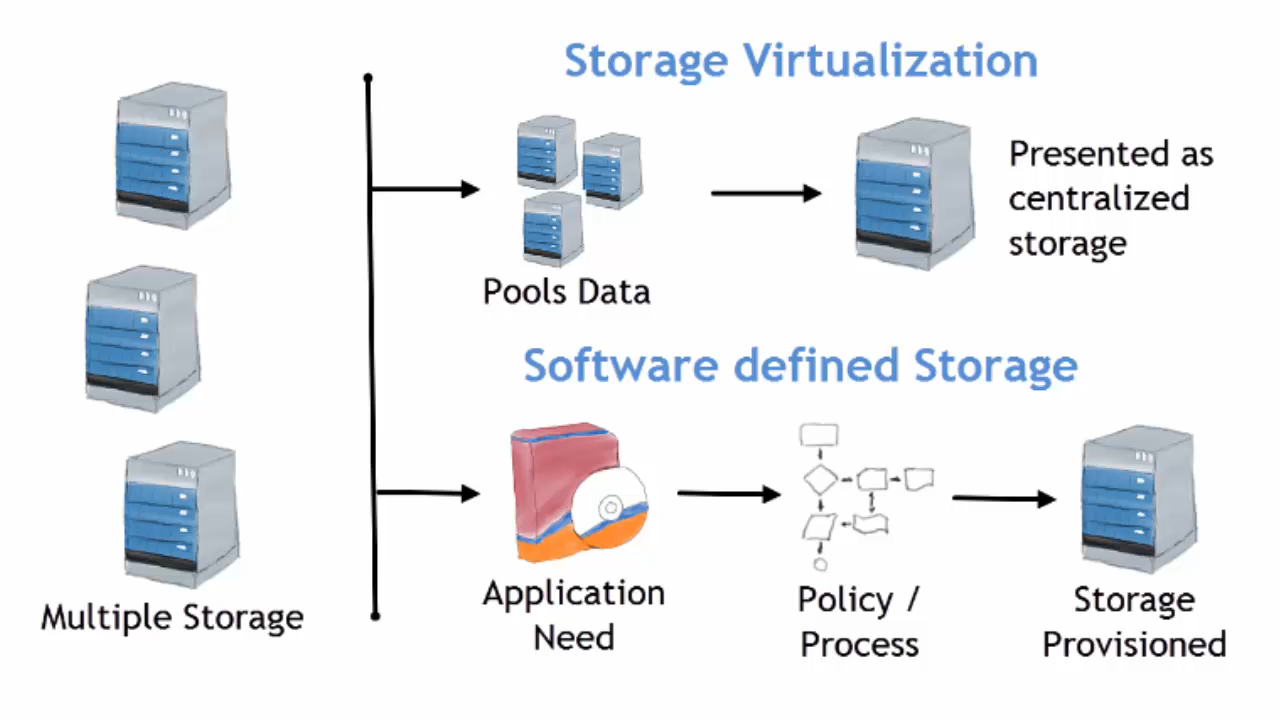 Storage Virtualization
Presented as
centralized
storage
Pools Data
Software defined Storage
Multiple Storage
Application
Need
Policy /
Process
Storage
Provisioned